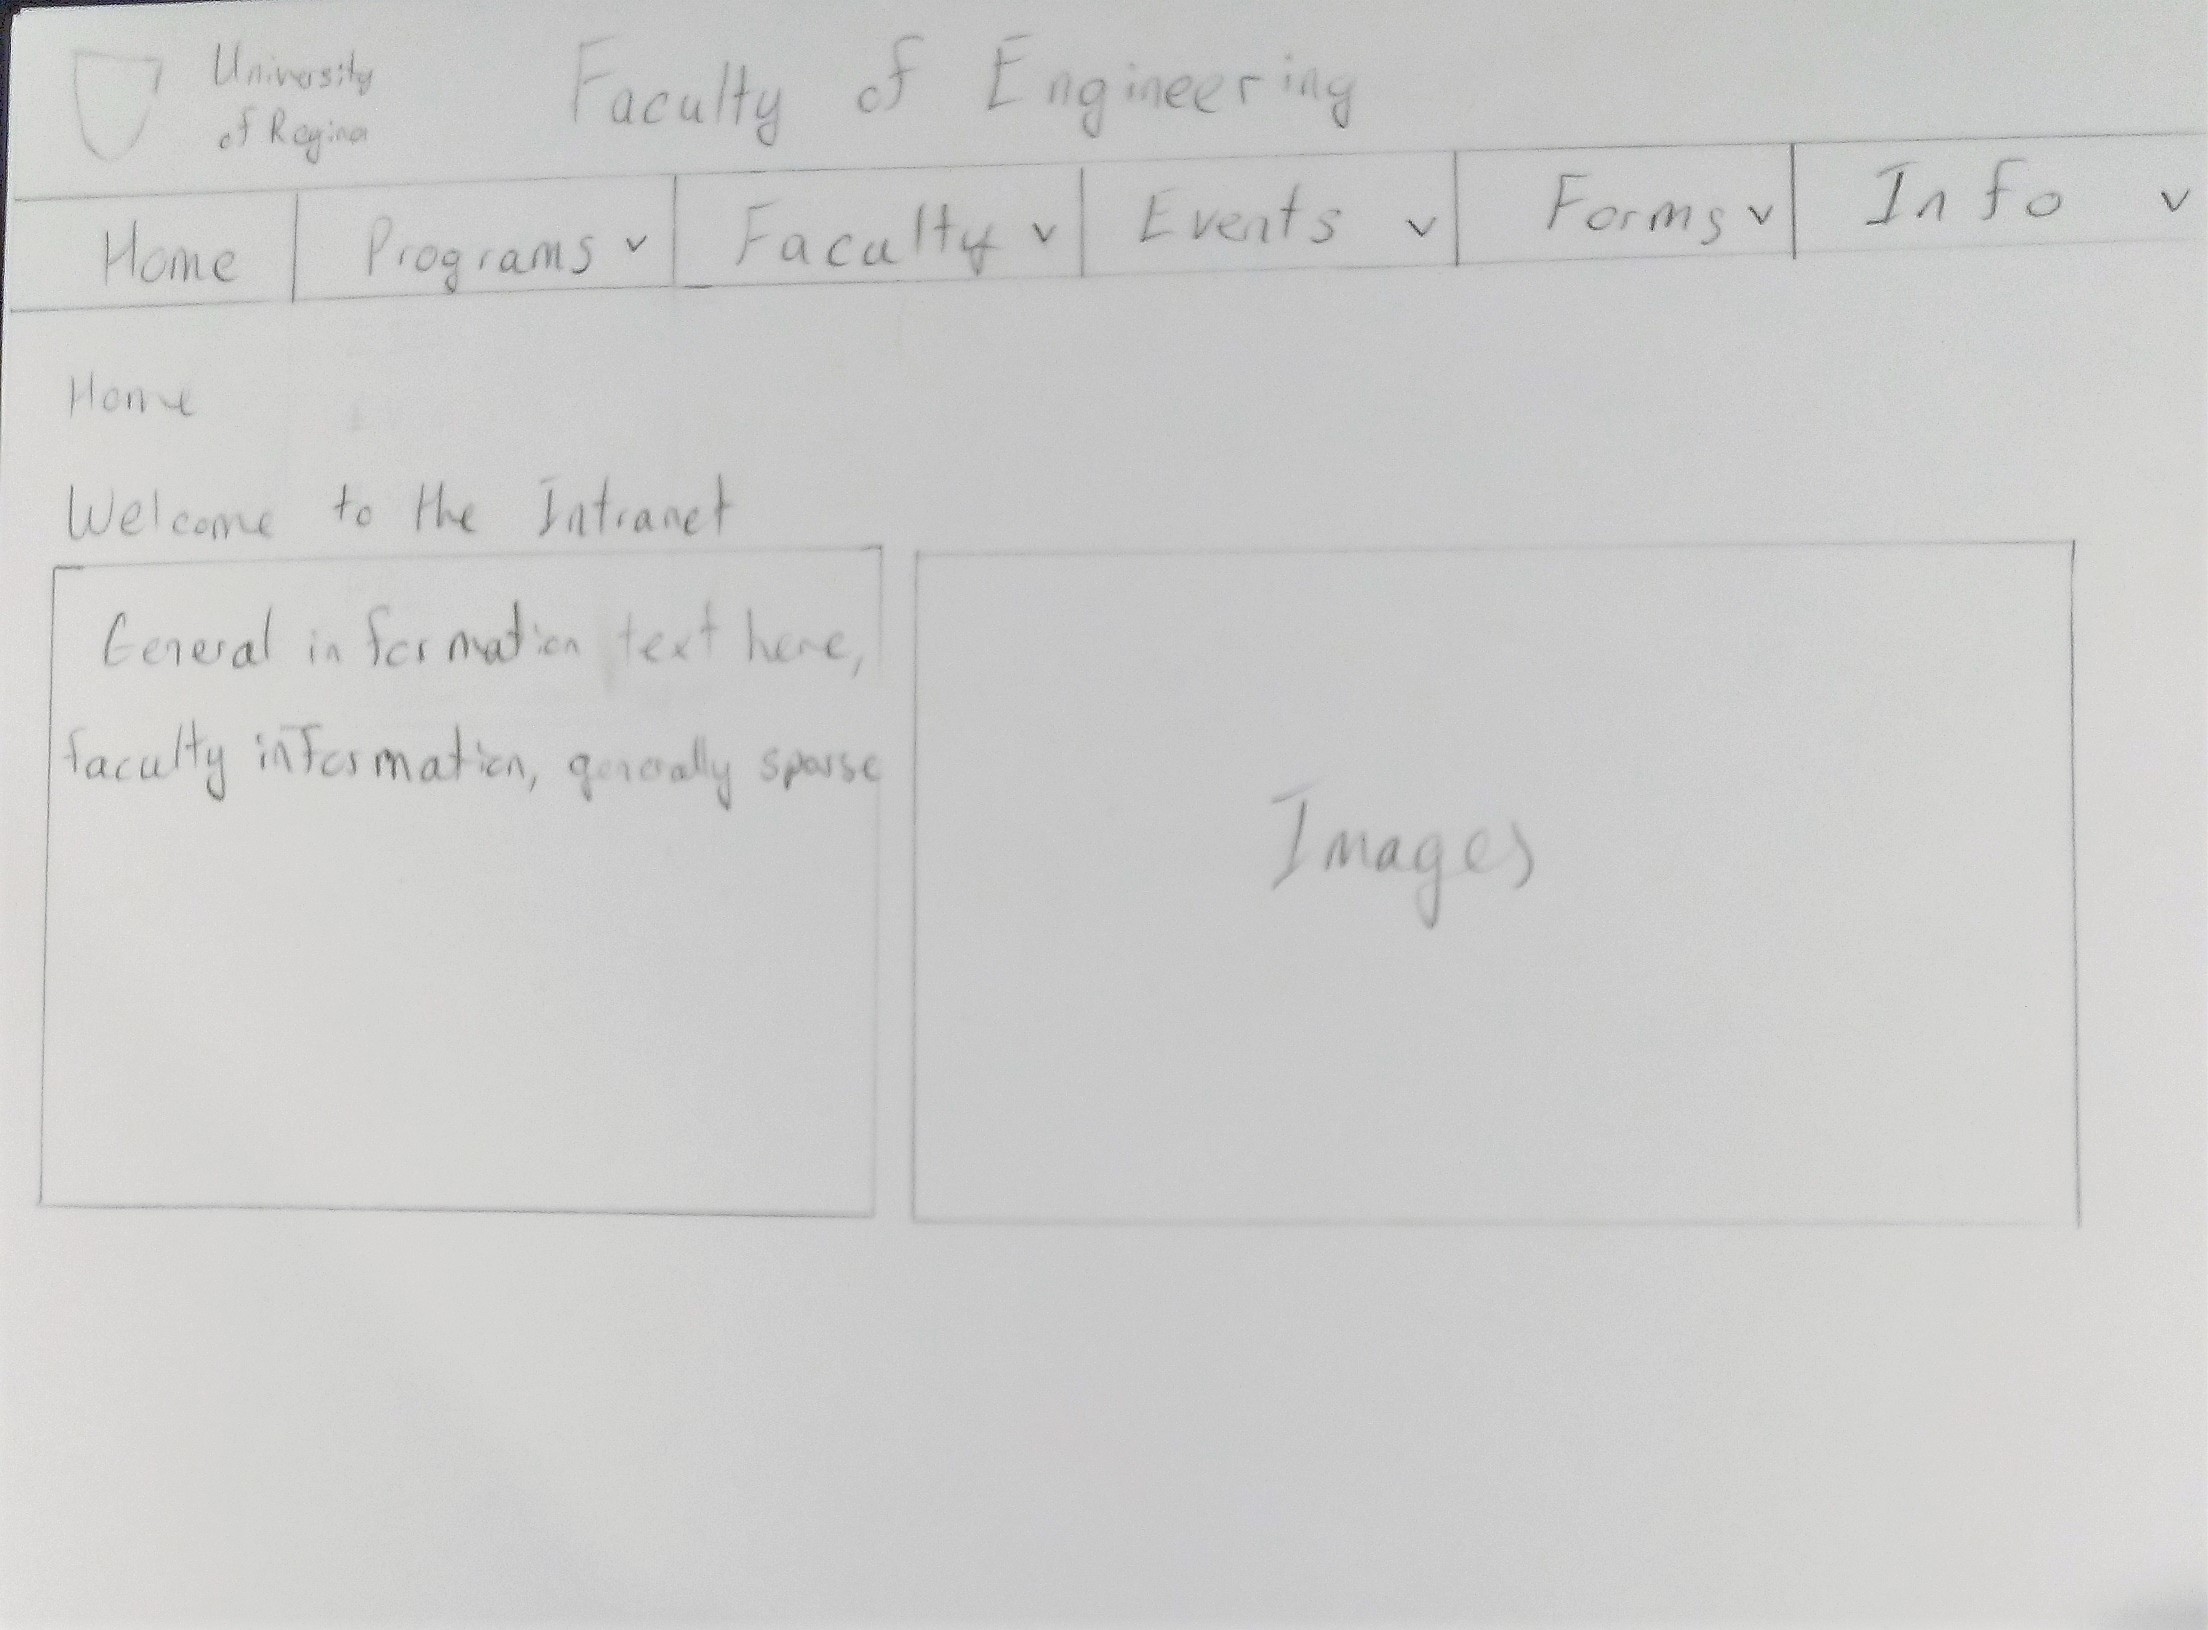 University
of Regina
Faculty of Engineering
Home
Programs v
Faculty v
Events v
Forms v
Info v
Home
Welcome to the Intranet
General information text here,
faculty information, generally sparse
Images